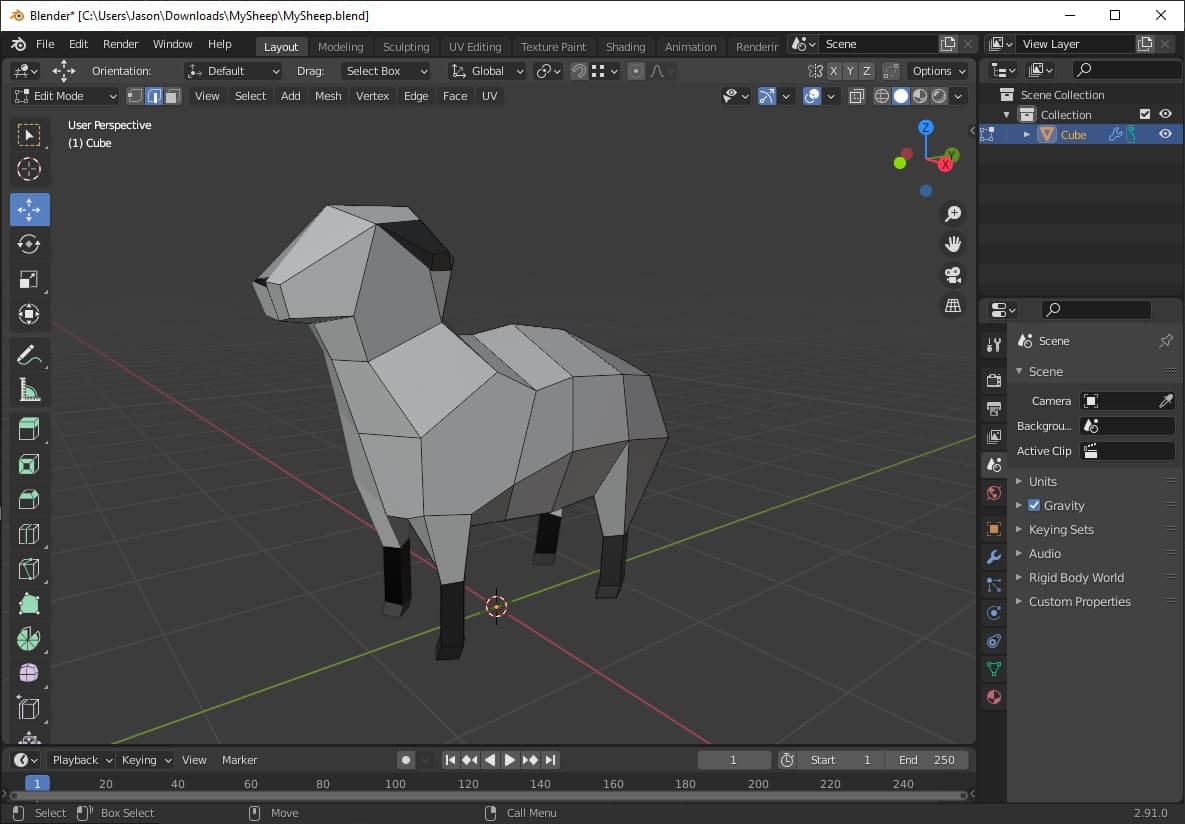 Blender* [C:\Users\Jason\Downloads\MySheep\MySheep.blend]
File Edit Render Window Help Layout Modeling Sculpting UV Editing Texture Paint Shading Animation Renderin Scene View Layer
Orientation: Default Drag: Select Box Global X Y Z Options
Edit Mode View Select Add Mesh Vertex Edge Face UV
User Perspective
(1) Cube
Z
Y
X
Scene Collection
Collection
Cube
Scene
Scene
Camera
Backgrou...
Active Clip
Units
Gravity
Keying Sets
Audio
Rigid Body World
Custom Properties
Playback Keying View Marker 1 Start 1 End 250
1 20 40 60 80 100 120 140 160 180 200 220 240
Select Box Select Move Call Menu 2.91.0